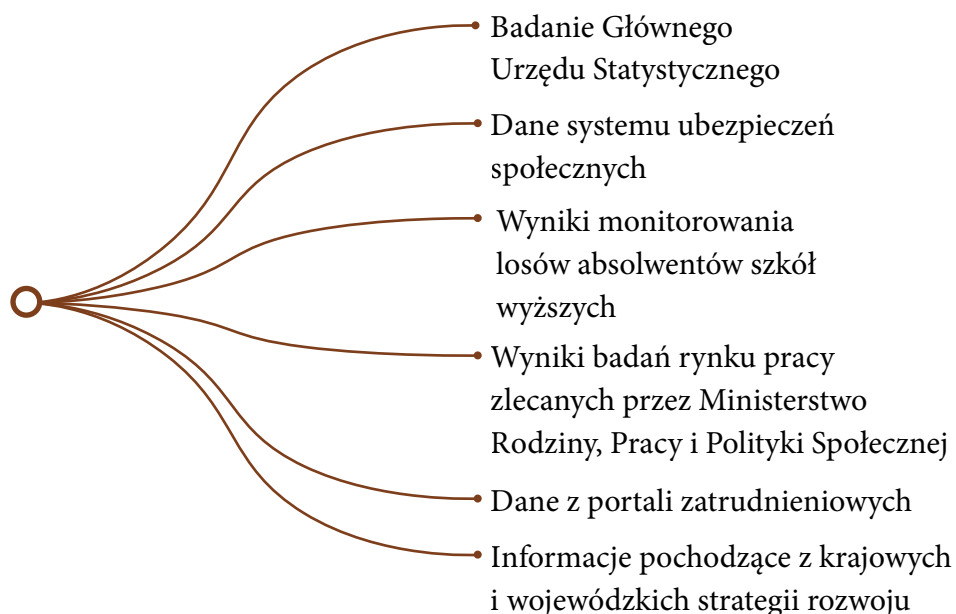 Badanie Głównego
Urzędu Statystycznego
Dane systemu ubezpieczeń
społecznych
Wyniki monitorowania
losów absolwentów szkół
wyższych
Wyniki badań rynku pracy
zlecanych przez Ministerstwo
Rodziny, Pracy i Polityki Społecznej
Dane z portali zatrudnieniowych
Informacje pochodzące z krajowych
i wojewódzkich strategii rozwoju